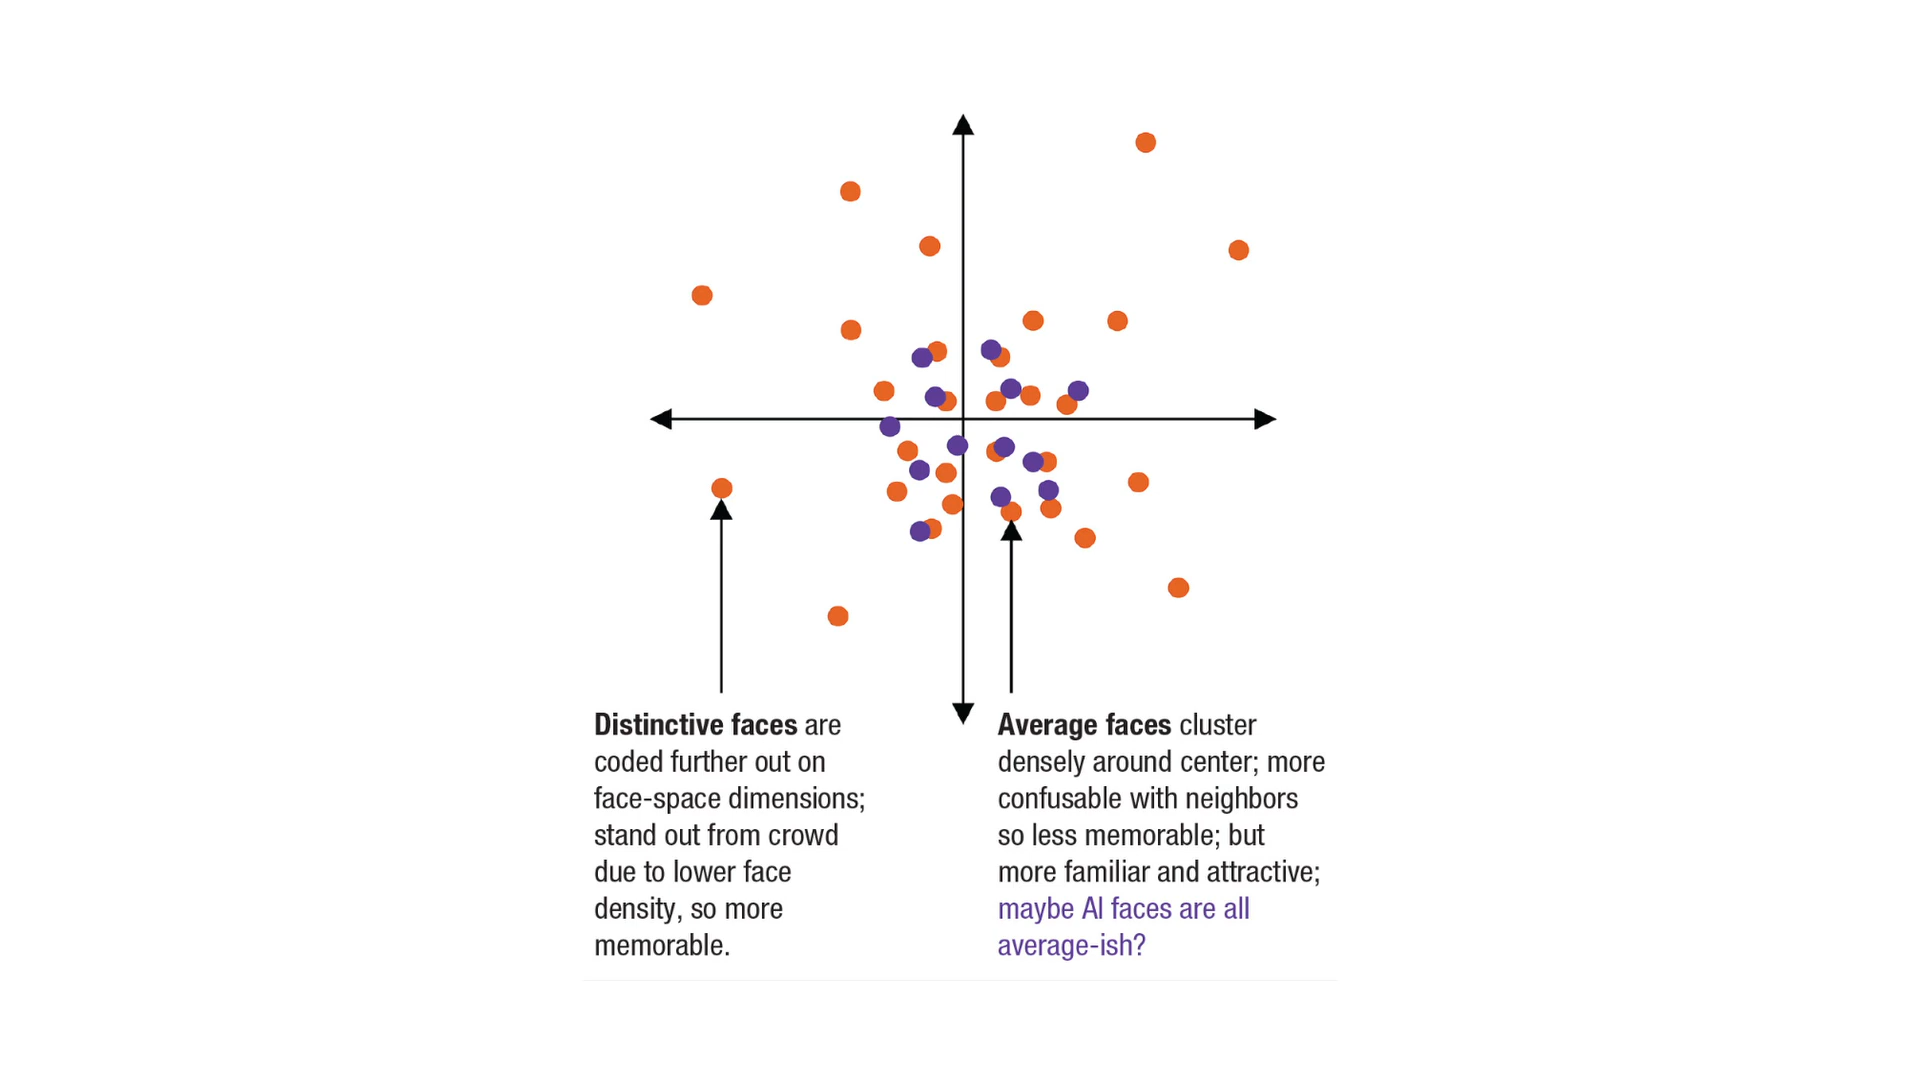 Distinctive faces are
coded further out on
face-space dimensions;
stand out from crowd
due to lower face
density, so more
memorable.
Average faces cluster
densely around center; more
confusable with neighbors
so less memorable; but
more familiar and attractive;
maybe AI faces are all
average-ish?